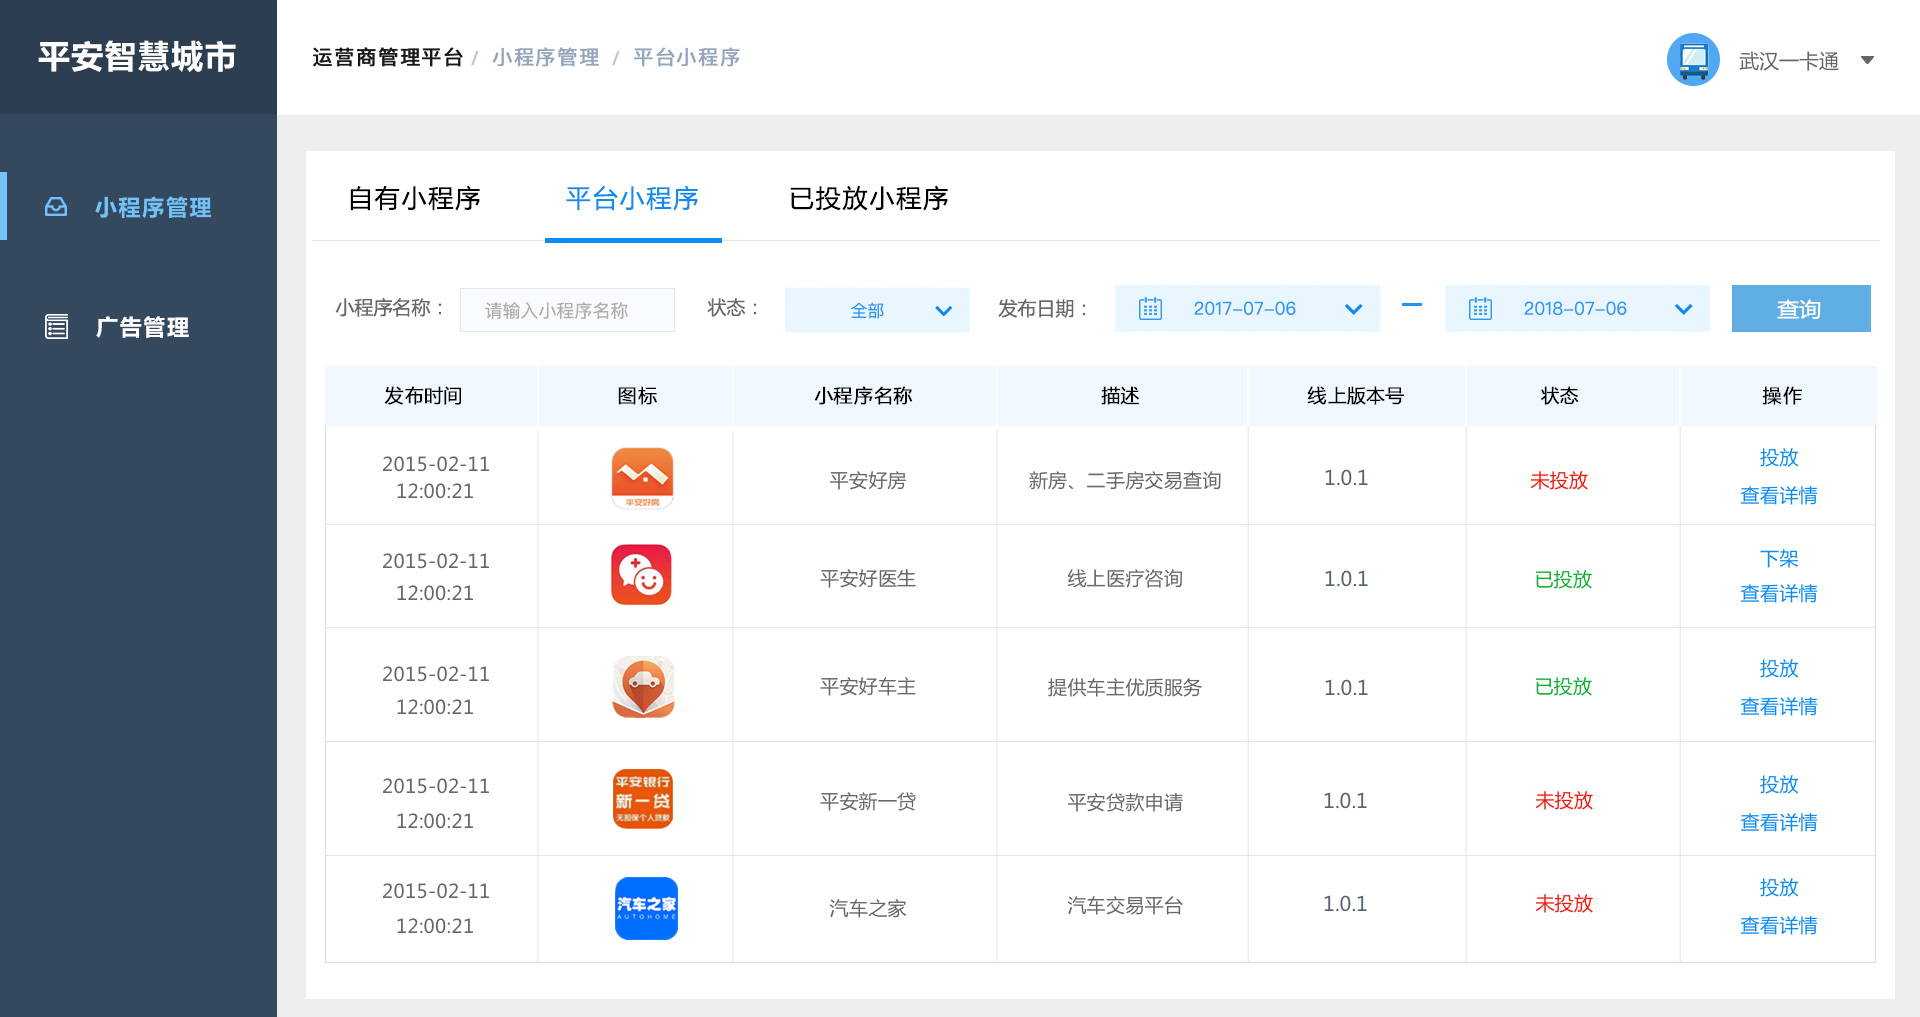 平安智慧城市
运营商管理平台 / 小程序管理 / 平台小程序
武汉一卡通
小程序管理
广告管理
自有小程序 平台小程序 已投放小程序
小程序名称： 请输入小程序名称 状态： 全部 发布日期： 2017-07-06 — 2018-07-06 查询
发布时间 图标 小程序名称 描述 线上版本号 状态 操作
2015-02-11
12:00:21
平安好房
平安好房 新房、二手房交易查询 1.0.1 未投放
投放
查看详情
2015-02-11
12:00:21
平安好医生 线上医疗咨询 1.0.1 已投放
下架
查看详情
2015-02-11
12:00:21
平安好车主 提供车主优质服务 1.0.1 已投放
投放
查看详情
2015-02-11
12:00:21
平安银行
新一贷
无担保个人贷款
平安新一贷 平安贷款申请 1.0.1 未投放
投放
查看详情
2015-02-11
12:00:21
汽车之家
AUTOHOME
汽车之家 汽车交易平台 1.0.1 未投放
投放
查看详情